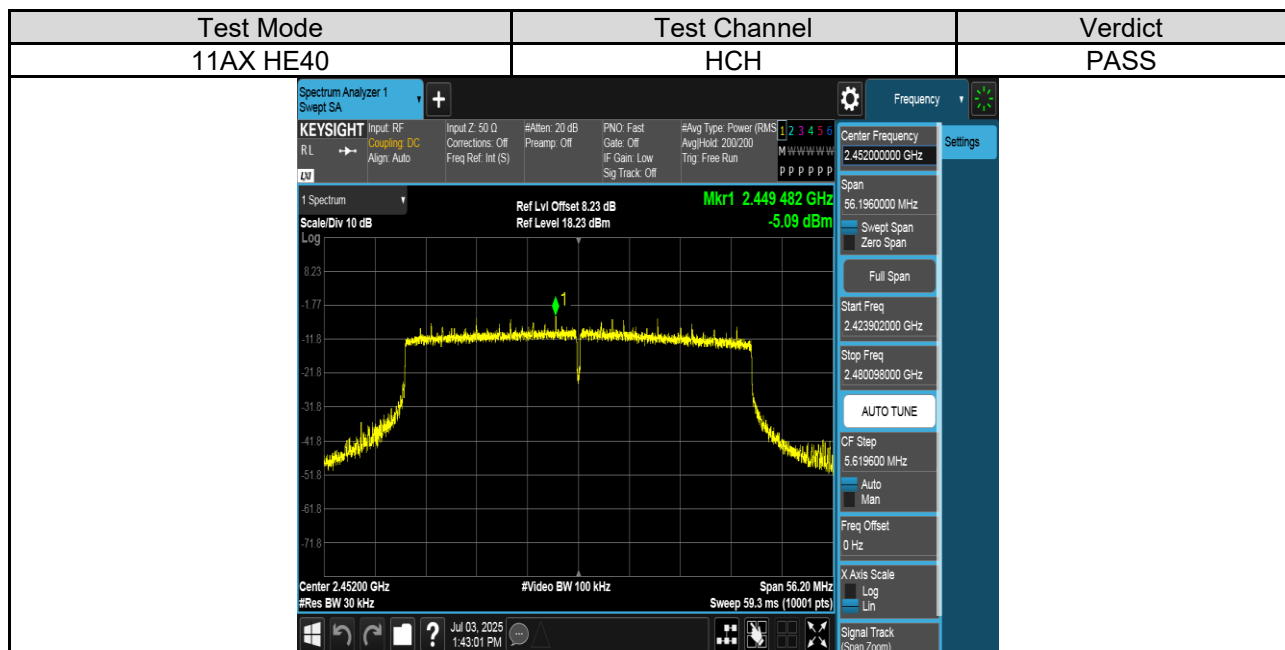 Test Mode Test Channel Verdict
11AX HE40 HCH PASS
Spectrum Analyzer 1
Swept SA
+
Frequency
KEYSIGHT
RL
LXI
Input: RF
Coupling: DC
Align: Auto
Input Z: 50 Ω
Corrections: Off
Freq Ref: Int (S)
#Atten: 20 dB
Preamp: Off
PNO: Fast
Gate: Off
IF Gain: Low
Sig Track: Off
#Avg Type: Power (RMS
Avg|Hold: 200/200
Trig: Free Run
1 2 3 4 5 6
M W W W W W
P P P P P P
Settings
1 Spectrum
Scale/Div 10 dB
Log
Ref Lvl Offset 8.23 dB
Ref Level 18.23 dBm
Mkr1 2.449 482 GHz
-5.09 dBm
8.23
-1.77
-11.8
-21.8
-31.8
-41.8
-51.8
-61.8
-71.8
1
Center 2.45200 GHz
#Res BW 30 kHz
#Video BW 100 kHz
Span 56.20 MHz
Sweep 59.3 ms (10001 pts)
Center Frequency
2.452000000 GHz
Span
56.1960000 MHz
Swept Span
Zero Span
Full Span
Start Freq
2.423902000 GHz
Stop Freq
2.480098000 GHz
AUTO TUNE
CF Step
5.619600 MHz
Auto
Man
Freq Offset
0 Hz
X Axis Scale
Log
Lin
Signal Track
(Span Zoom)
?
Jul 03, 2025
1:43:01 PM